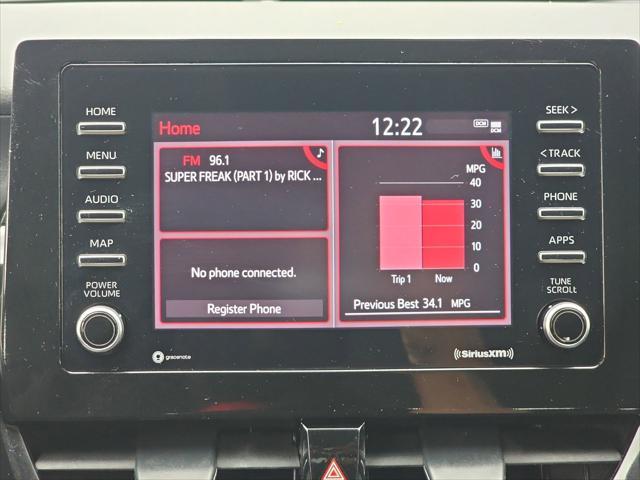 HOME
MENU
AUDIO
MAP
POWER
VOLUME
Home
12:22
DCM
DCM
FM 96.1
SUPER FREAK (PART 1) by RICK ...
No phone connected.
Register Phone
MPG
40
30
20
10
0
Trip 1 Now
Previous Best 34.1 MPG
SEEK >
< TRACK
PHONE
APPS
TUNE
SCROLL
gracenote
((SiriusXM))